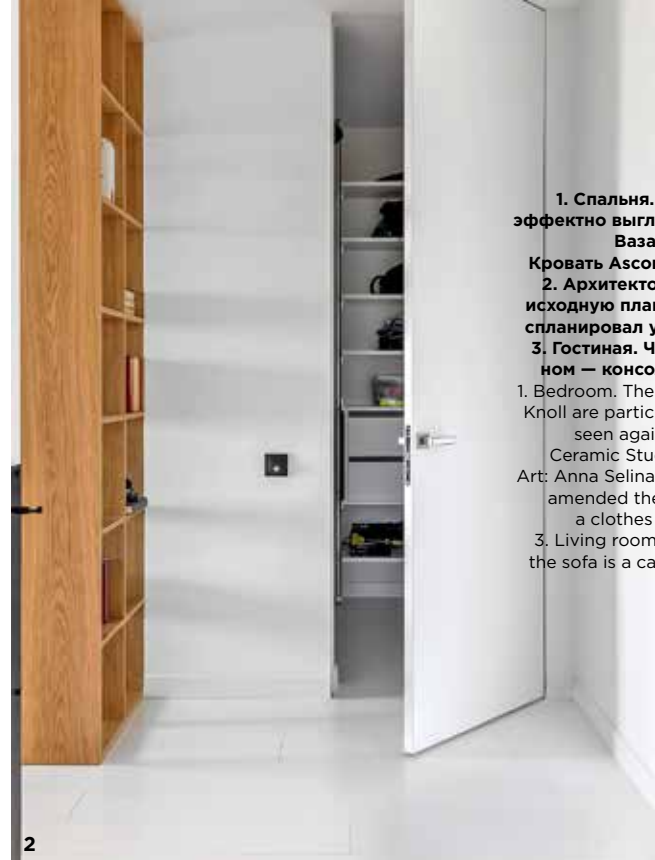 1. Спальня.
эффектно выгл
Ваза
Кровать Asco
2. Архитекто
исходную план
спланировал у
3. Гостиная. Ч
ном — консо
1. Bedroom. The
Knoll are partic
seen agai
Ceramic Stu
Art: Anna Selina
amended the
a clothes
3. Living room
the sofa is a ca
2